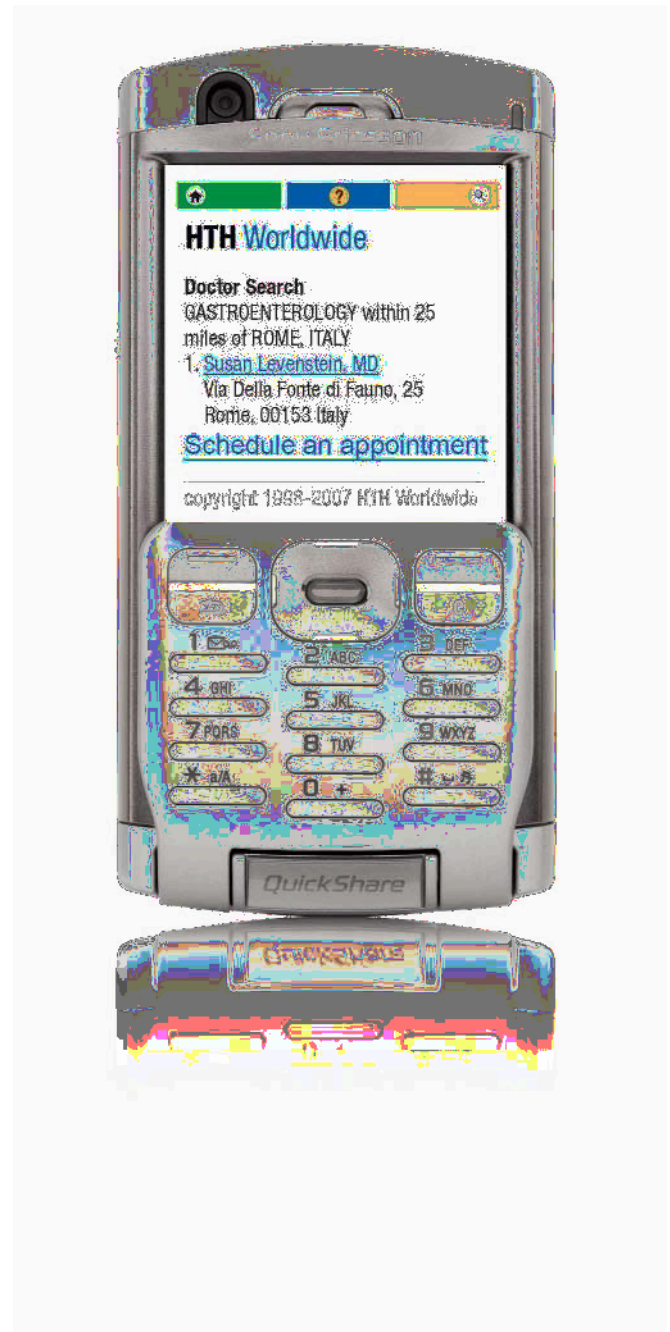 Sony Ericsson
HTH Worldwide
Doctor Search
GASTROENTEROLOGY within 25
miles of ROME, ITALY
1. Susan Levenstein, MD
Via Della Fonte di Fauno, 25
Rome, 00153 Italy
Schedule an appointment
copyright 1998-2007 HTH Worldwide
1
2 ABC
3 DEF
4 GHI
5 JKL
6 MNO
7 PQRS
8 TUV
9 WXYZ
* a/A
0 +
#
QuickShare